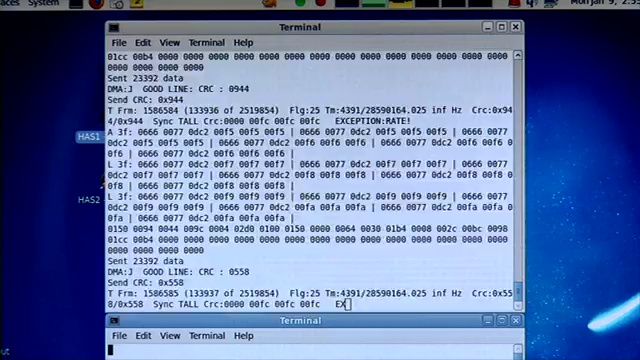 aces System
Mon Jan 9, 2:5
Terminal
File Edit View Terminal Help
01cc 00b4 0000 0000 0000 0000 0000 0000 0000 0000 0000 0000 0000 0000 0000
0000 0000 0000 0000
Sent 23392 data
DMA:J GOOD LINE: CRC : 0944
Send CRC: 0x944
T Frm: 1586584 (133936 of 2519854) Flg:25 Tm:4391/28590164.025 inf Hz Crc:0x94
4/0x944 Sync TALL Crc:0000 00fc 00fc 00fc EXCEPTION:RATE!
A 3f: 0666 0077 0dc2 00f5 00f5 00f5 | 0666 0077 0dc2 00f5 00f5 00f5 | 0666 0077
0dc2 00f5 00f5 00f5 | 0666 0077 0dc2 00f6 00f6 00f6 | 0666 0077 0dc2 00f6 00f6 0
0f6 | 0666 0077 0dc2 00f6 00f6 00f6 |
L 3f: 0666 0077 0dc2 00f7 00f7 00f7 | 0666 0077 0dc2 00f7 00f7 00f7 | 0666 0077
0dc2 00f7 00f7 00f7 | 0666 0077 0dc2 00f8 00f8 00f8 | 0666 0077 0dc2 00f8 00f8 0
0f8 | 0666 0077 0dc2 00f8 00f8 00f8 |
L 3f: 0666 0077 0dc2 00f9 00f9 00f9 | 0666 0077 0dc2 00f9 00f9 00f9 | 0666 0077
0dc2 00f9 00f9 00f9 | 0666 0077 0dc2 00fa 00fa 00fa | 0666 0077 0dc2 00fa 00fa 0
0fa | 0666 0077 0dc2 00fa 00fa 00fa |
0150 0094 0044 009c 0004 02d0 0100 0150 0000 0064 0030 01b4 0008 002c 00bc 0098
01cc 00b4 0000 0000 0000 0000 0000 0000 0000 0000 0000 0000 0000 0000 0000
0000 0000 0000 0000
Sent 23392 data
DMA:J GOOD LINE: CRC : 0558
Send CRC: 0x558
T Frm: 1586585 (133937 of 2519854) Flg:25 Tm:4391/28590164.025 inf Hz Crc:0x55
8/0x558 Sync TALL Crc:0000 00fc 00fc 00fc EX
HAS1
HAS2
Terminal
File Edit View Terminal Help
out